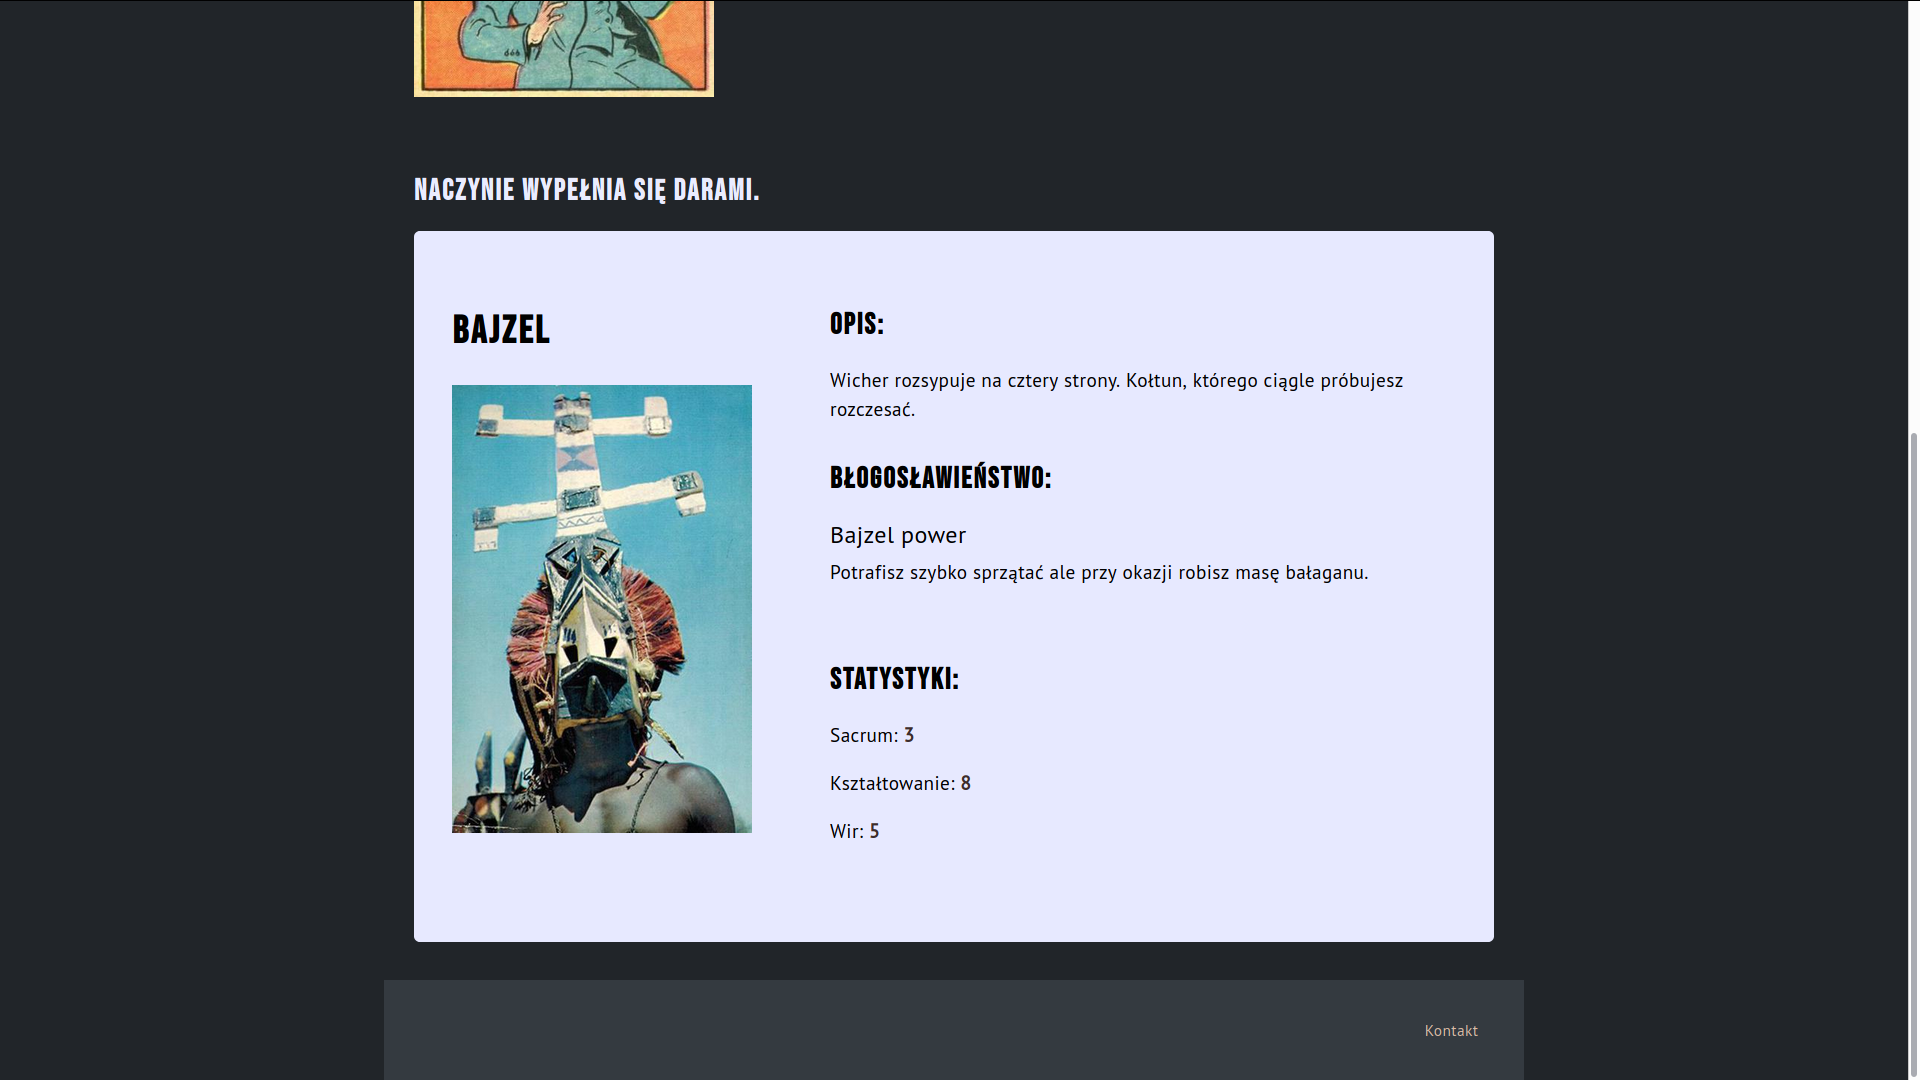 NACZYNIE WYPEŁNIA SIĘ DARAMI.
BAJZEL
OPIS:
Wicher rozsypuje na cztery strony. Kołtun, którego ciągle próbujesz
rozczesać.
BŁOGOSŁAWIEŃSTWO:
Bajzel power
Potrafisz szybko sprzątać ale przy okazji robisz masę bałaganu.
STATYSTYKI:
Sacrum: 3
Kształtowanie: 8
Wir: 5
Kontakt